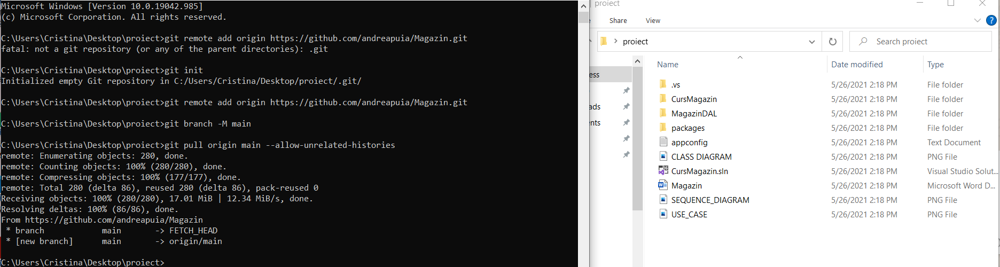 Microsoft Windows [Version 10.0.19042.985]
(c) Microsoft Corporation. All rights reserved.
C:\Users\Cristina\Desktop\proiect>git remote add origin https://github.com/andreapuia/Magazin.git
fatal: not a git repository (or any of the parent directories): .git
C:\Users\Cristina\Desktop\proiect>git init
Initialized empty Git repository in C:/Users/Cristina/Desktop/proiect/.git/
C:\Users\Cristina\Desktop\proiect>git remote add origin https://github.com/andreapuia/Magazin.git
C:\Users\Cristina\Desktop\proiect>git branch -M main
C:\Users\Cristina\Desktop\proiect>git pull origin main --allow-unrelated-histories
remote: Enumerating objects: 280, done.
remote: Counting objects: 100% (280/280), done.
remote: Compressing objects: 100% (177/177), done.
remote: Total 280 (delta 86), reused 280 (delta 86), pack-reused 0
Receiving objects: 100% (280/280), 17.01 MiB | 12.34 MiB/s, done.
Resolving deltas: 100% (86/86), done.
From https://github.com/andreapuia/Magazin
 * branch            main       -> FETCH_HEAD
 * [new branch]      main       -> origin/main
C:\Users\Cristina\Desktop\proiect>
proiect
Share View
proiect Search proiect
ess
ads
ents
Name Date modified Type
.vs 5/26/2021 2:18 PM File folder
CursMagazin 5/26/2021 2:18 PM File folder
MagazinDAL 5/26/2021 2:18 PM File folder
packages 5/26/2021 2:18 PM File folder
appconfig 5/26/2021 2:18 PM Text Document
CLASS DIAGRAM 5/26/2021 2:18 PM PNG File
CursMagazin.sln 5/26/2021 2:18 PM Visual Studio Solut...
Magazin 5/26/2021 2:18 PM Microsoft Word D...
SEQUENCE_DIAGRAM 5/26/2021 2:18 PM PNG File
USE_CASE 5/26/2021 2:18 PM PNG File